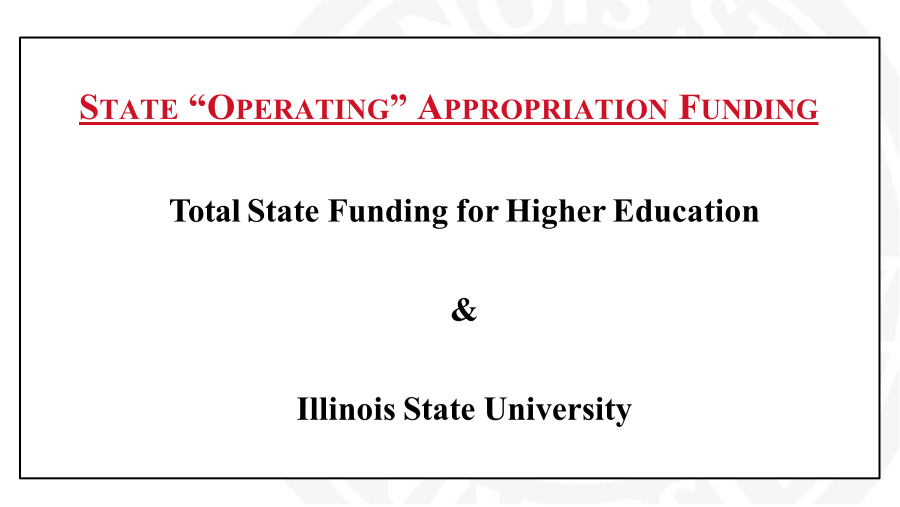 STATE “OPERATING” APPROPRIATION FUNDING
Total State Funding for Higher Education
&
Illinois State University